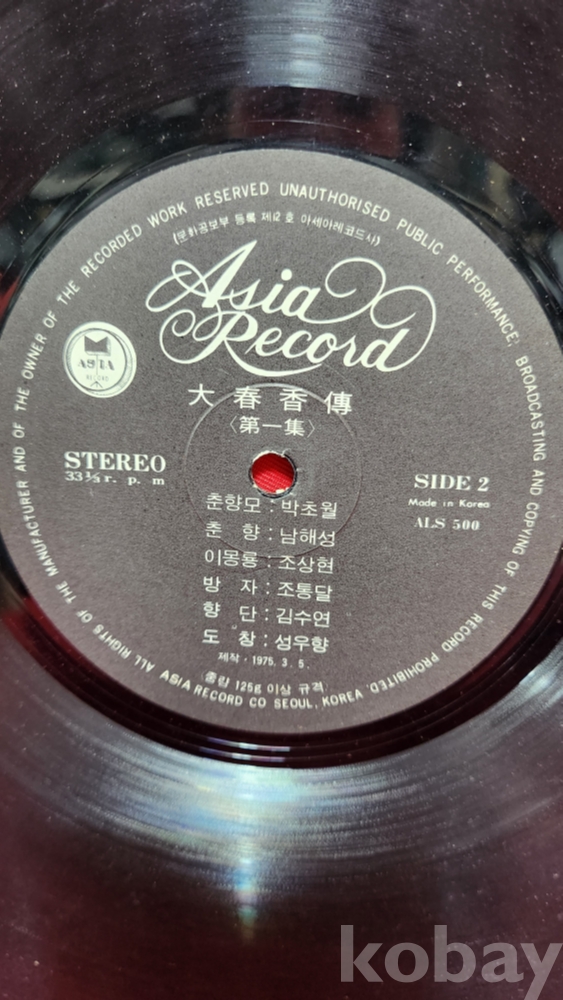 ALL RIGHTS OF THE MANUFACTURER AND OF THE OWNER OF THE RECORDED WORK RESERVED UNAUTHORISED PUBLIC PERFORMANCE; BROADCASTING AND COPYING OF THIS RECORD PROHIBITED.
(문화공보부 등록 제12호 아세아레코드사)
Asia
Record
ASIA
RECORD
大春香傳
〈第一集〉
STEREO
33⅓ r. p. m
SIDE 2
Made in Korea
ALS 500
춘향모 : 박초월
춘 향 : 남해성
이몽룡 : 조상현
방 자 : 조통달
향 단 : 김수연
도 창 : 성우향
제작 · 1975. 3. 5.
중량 125g 이상 규격
ASIA RECORD CO SEOUL, KOREA.
kobay